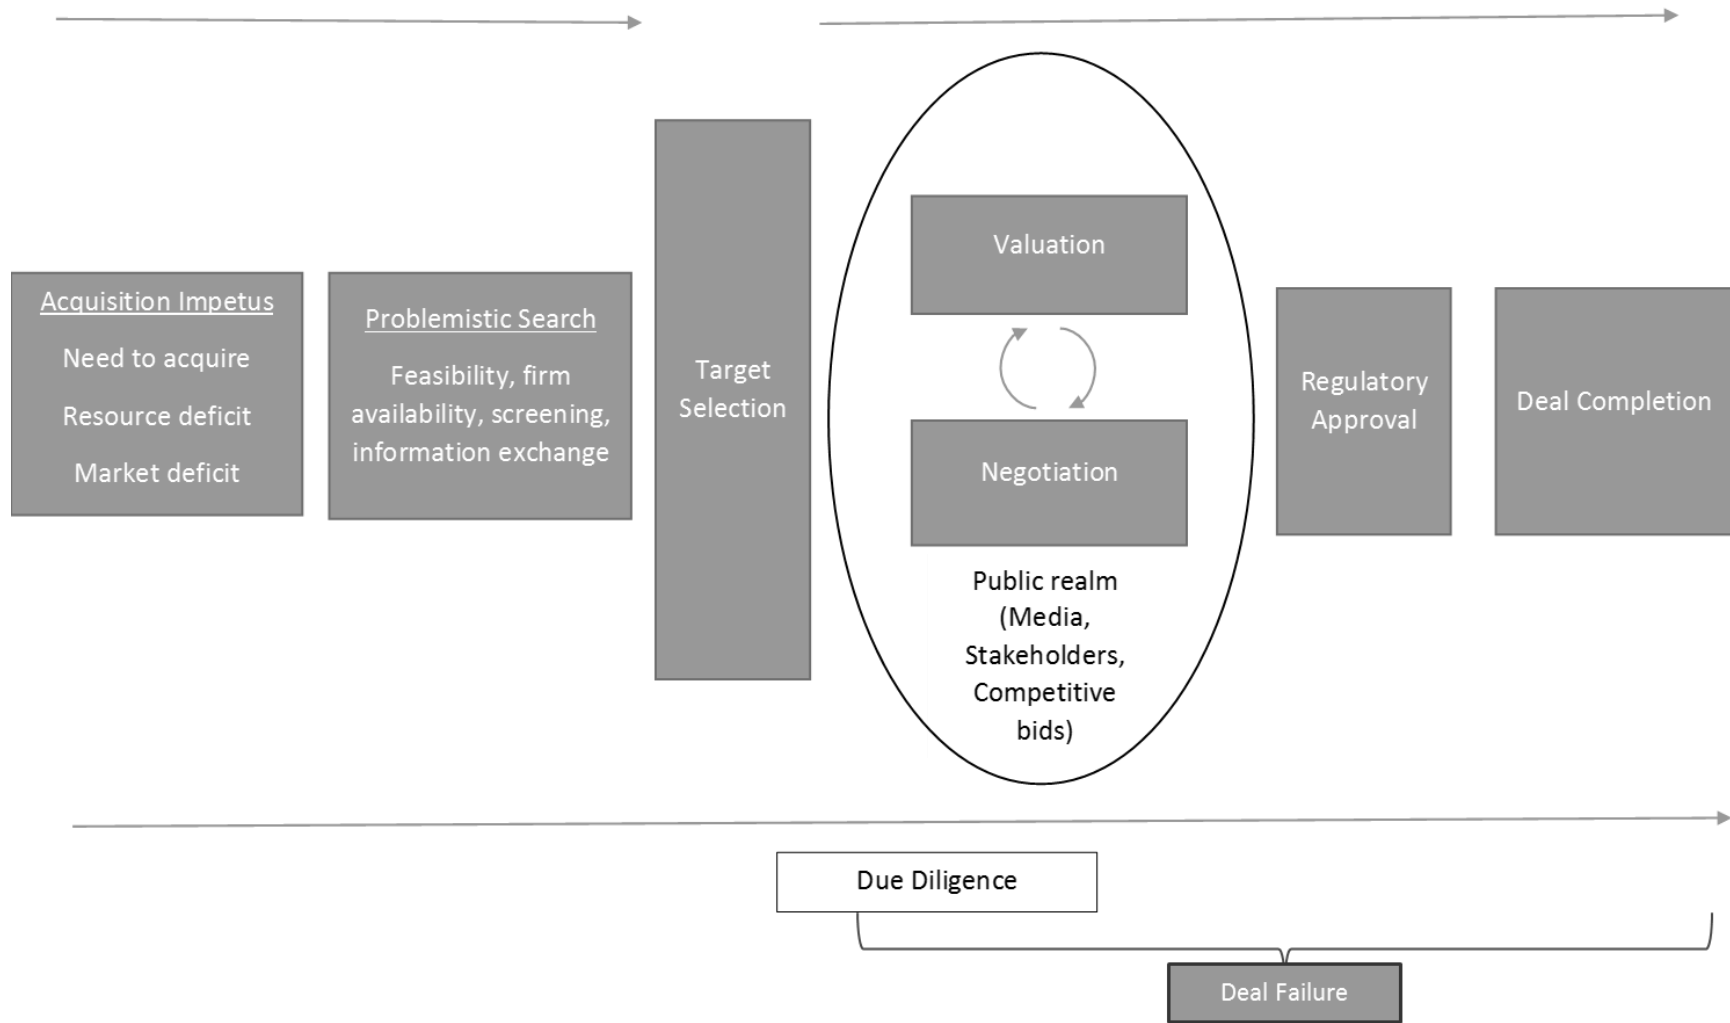 Acquisition Impetus
Need to acquire
Resource deficit
Market deficit
Problemistic Search
Feasibility, firm
availability, screening,
information exchange
Target
Selection
Valuation
Negotiation
Public realm
(Media,
Stakeholders,
Competitive
bids)
Regulatory
Approval
Deal Completion
Due Diligence
Deal Failure